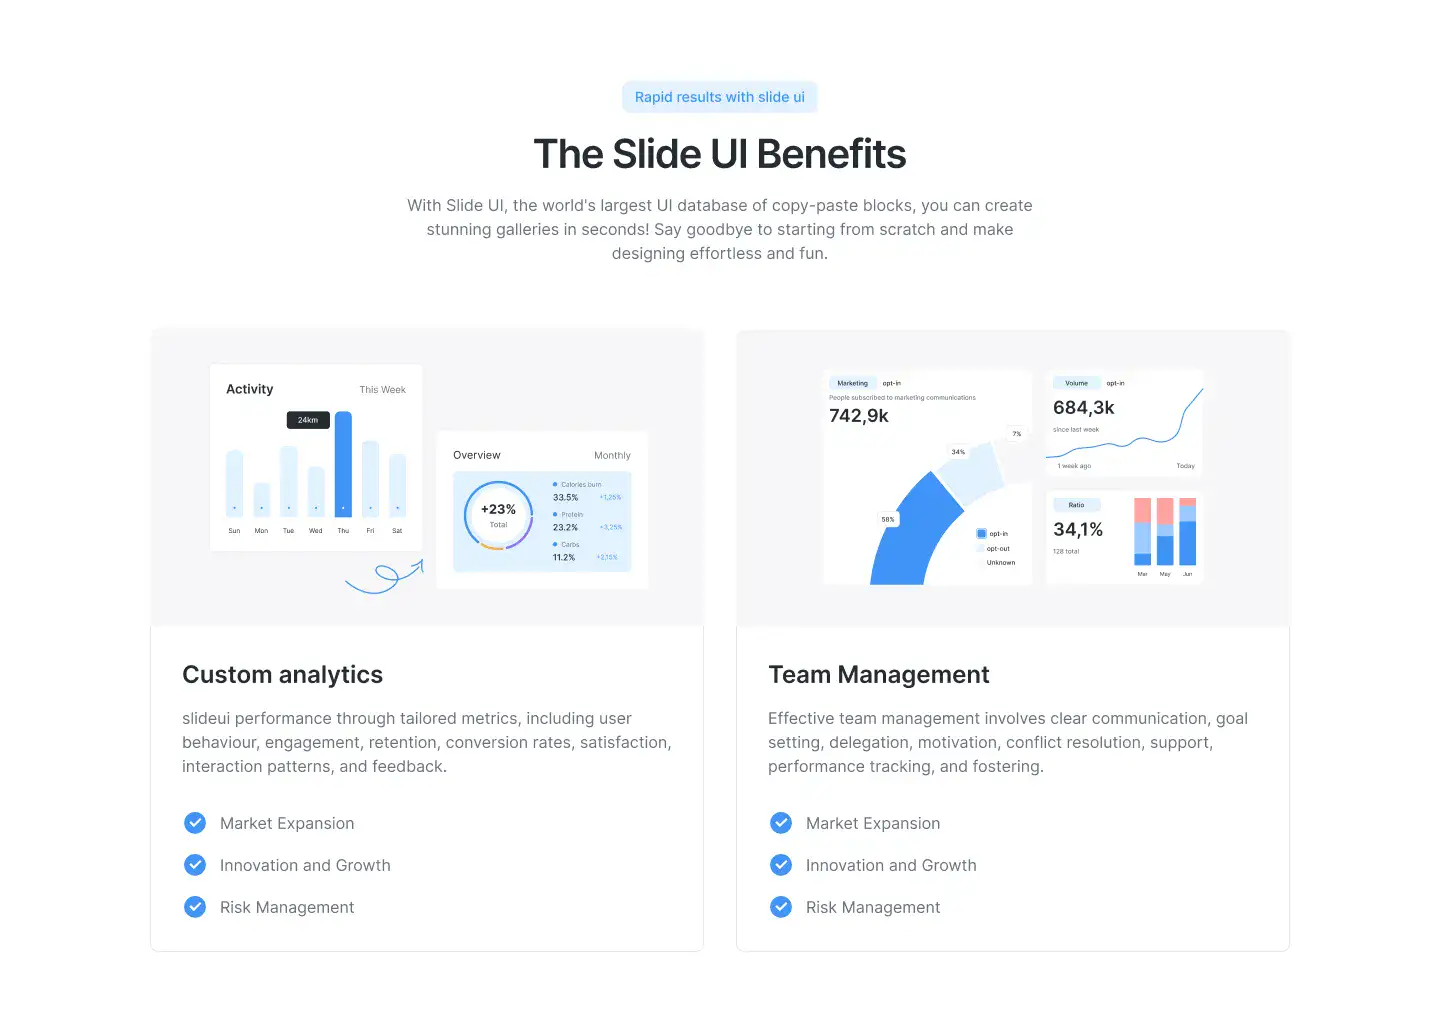 Rapid results with slide ui
The Slide UI Benefits
With Slide UI, the world's largest UI database of copy-paste blocks, you can create
stunning galleries in seconds! Say goodbye to starting from scratch and make
designing effortless and fun.
Activity
This Week
24km
Sun Mon Tue Wed Thu Fri Sat
Overview
Monthly
+23%
Total
Calories burn
33.5% +1,26%
Protein
23.2% +3,25%
Carbs
11.2% +2,15%
Custom analytics
slideui performance through tailored metrics, including user
behaviour, engagement, retention, conversion rates, satisfaction,
interaction patterns, and feedback.
Market Expansion
Innovation and Growth
Risk Management
Marketing opt-in
People subscribed to marketing communications
742,9k
7%
34%
58%
opt-in
opt-out
Unknown
Volume opt-in
684,3k
since last week
1 week ago
Today
Ratio
34,1%
128 total
Mar May Jun
Team Management
Effective team management involves clear communication, goal
setting, delegation, motivation, conflict resolution, support,
performance tracking, and fostering.
Market Expansion
Innovation and Growth
Risk Management